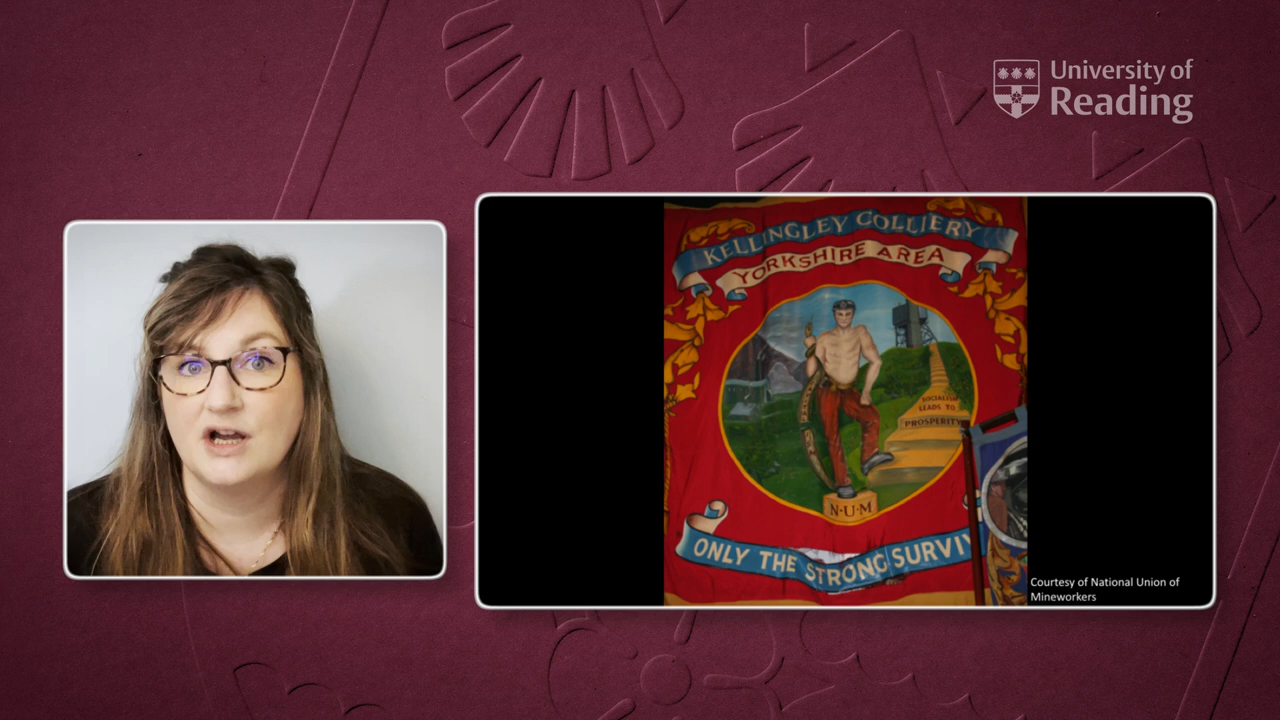 University of
Reading
KELLINGLEY COLLIERY
YORKSHIRE AREA
SOCIALISM
LEADS TO
PROSPERITY
N·U·M
ONLY THE STRONG SURVIV
Courtesy of National Union of
Mineworkers